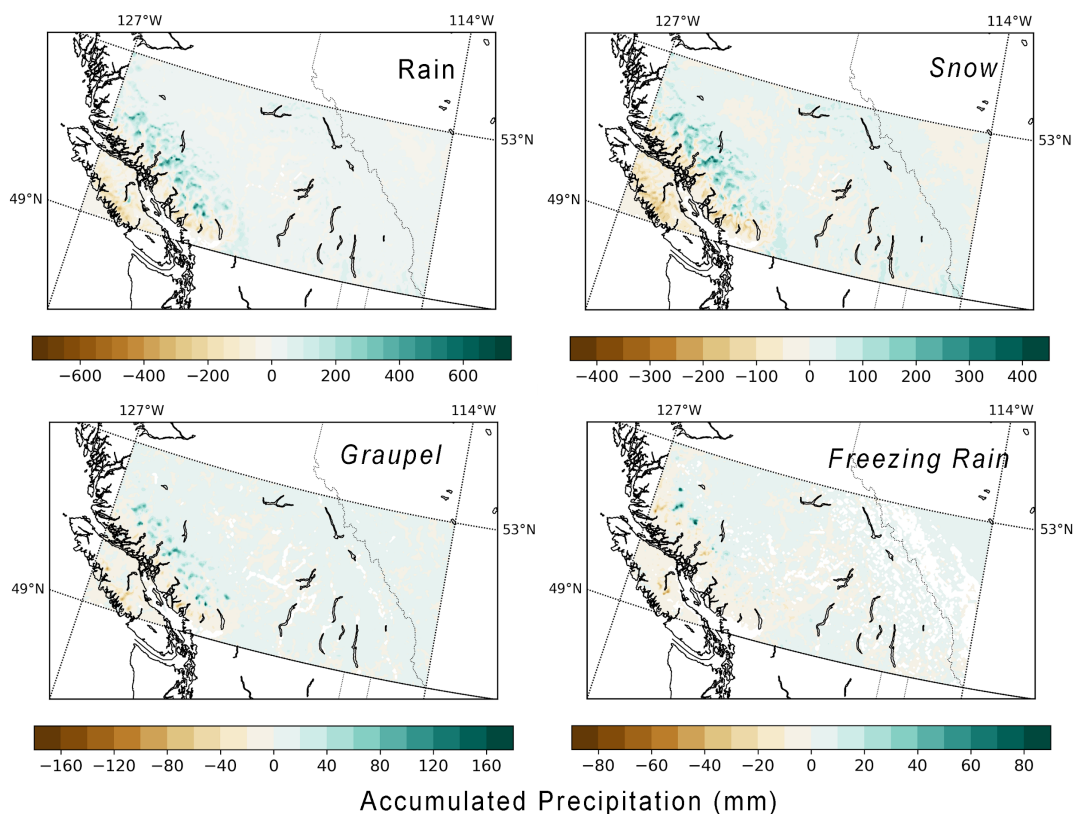 127°W 114°W 127°W 114°W
Rain Snow
53°N 53°N
49°N 49°N
−600 −400 −200 0 200 400 600 −400 −300 −200 −100 0 100 200 300 400
127°W 114°W 127°W 114°W
Graupel Freezing Rain
53°N 53°N
49°N 49°N
−160 −120 −80 −40 0 40 80 120 160 −80 −60 −40 −20 0 20 40 60 80
Accumulated Precipitation (mm)